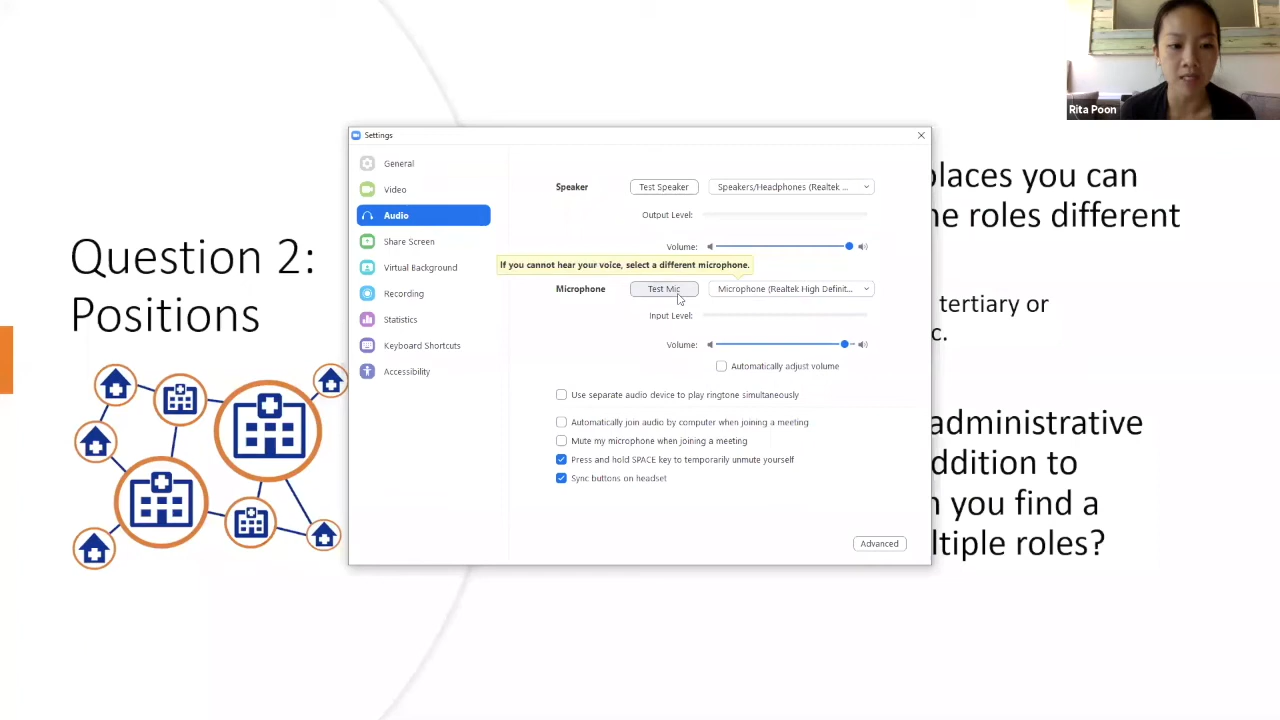 Rita Poon
Settings
General
Video
Audio
Share Screen
Virtual Background
Recording
Statistics
Keyboard Shortcuts
Accessibility
Speaker
Test Speaker
Speakers/Headphones (Realtek ...
Output Level:
Volume:
If you cannot hear your voice, select a different microphone.
Microphone
Test Mic
Microphone (Realtek High Definit...
Input Level:
Volume:
Automatically adjust volume
Use separate audio device to play ringtone simultaneously
Automatically join audio by computer when joining a meeting
Mute my microphone when joining a meeting
Press and hold SPACE key to temporarily unmute yourself
Sync buttons on headset
Advanced
Question 2:
Positions
places you can
roles different
tertiary or
c.
administrative
ddition to
you find a
ltiple roles?